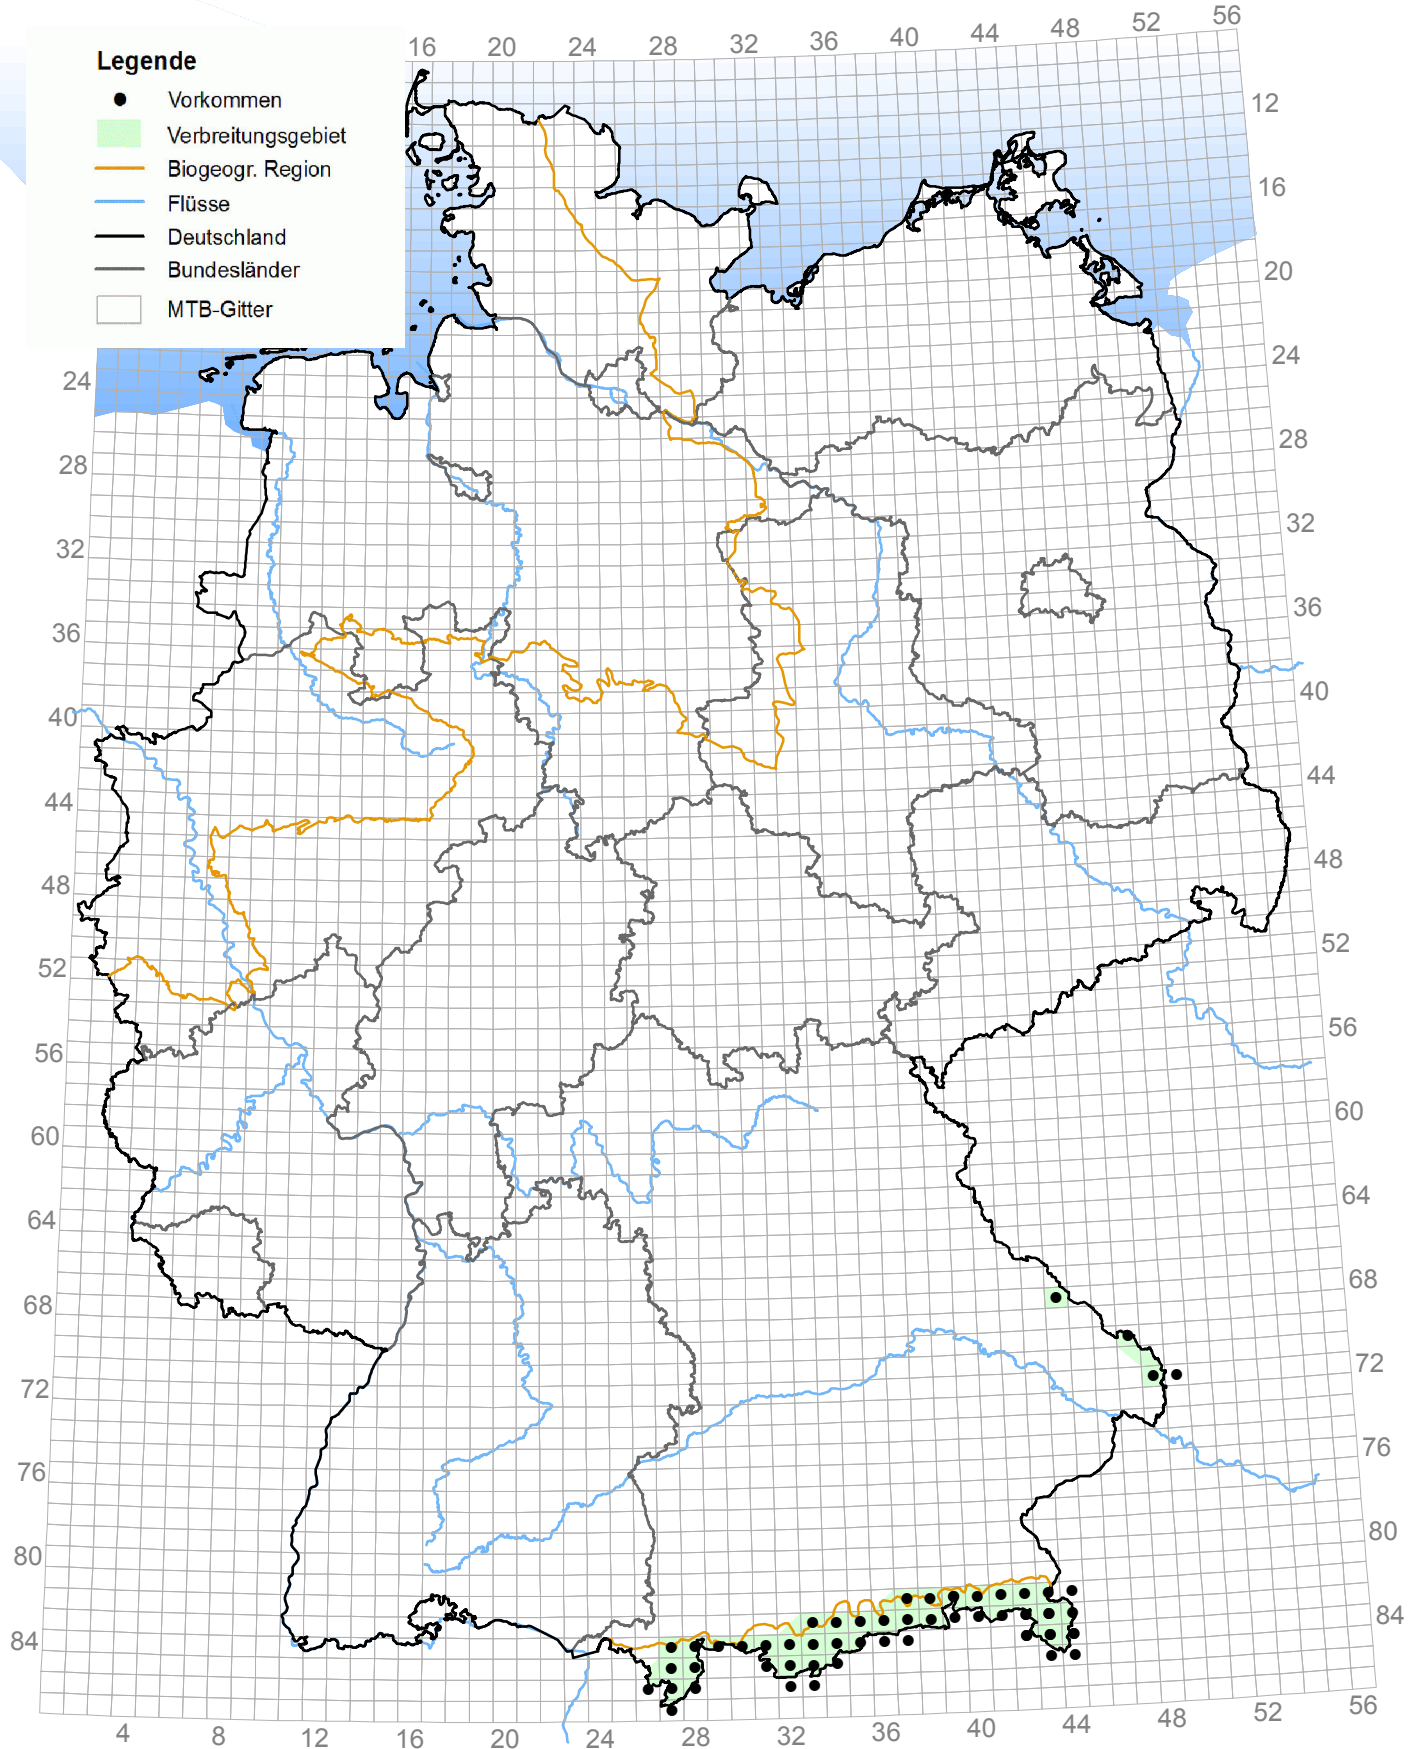 Legende
Vorkommen
Verbreitungsgebiet
Biogeogr. Region
Flüsse
Deutschland
Bundesländer
MTB-Gitter
16 20 24 28 32 36 40 44 48 52 56
12
16
20
24 24
28 28
32 32
36 36
40 40
44 44
48 48
52 52
56 56
60 60
64 64
68 68
72 72
76 76
80 80
84 84
4 8 12 16 20 24 28 32 36 40 44 48 52 56